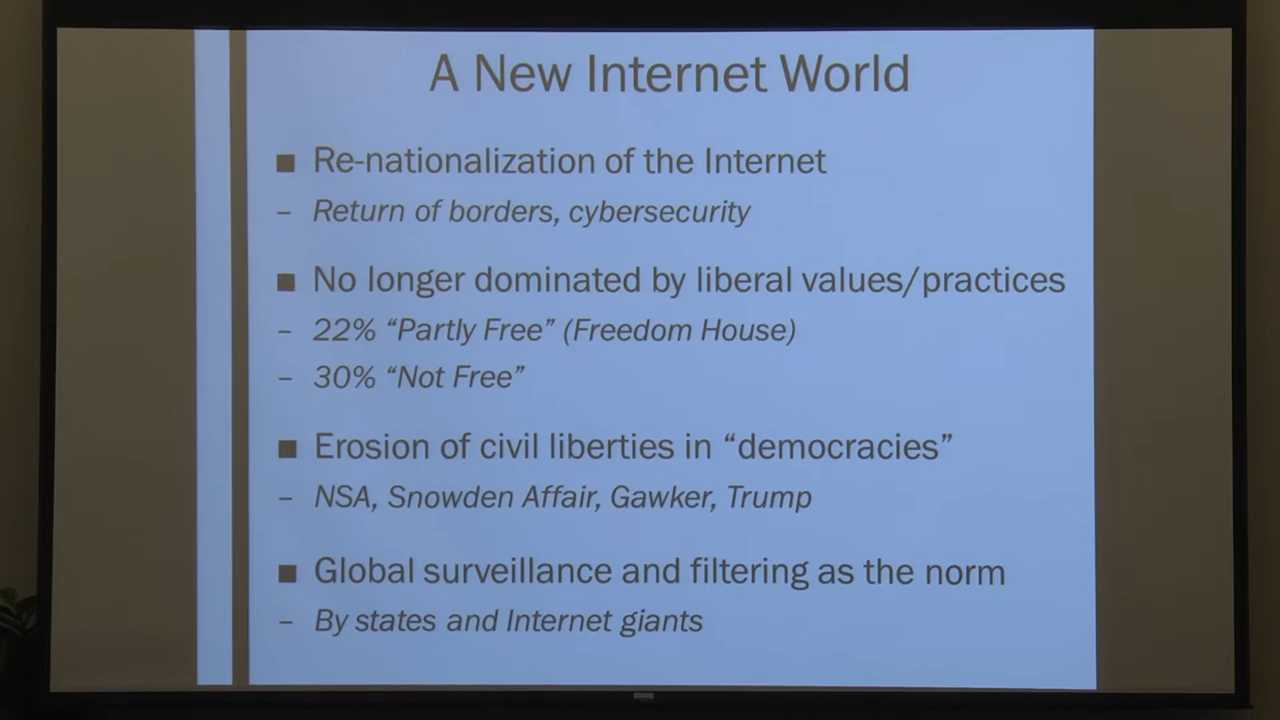 A New Internet World
■ Re-nationalization of the Internet
– Return of borders, cybersecurity
■ No longer dominated by liberal values/practices
– 22% “Partly Free” (Freedom House)
– 30% “Not Free”
■ Erosion of civil liberties in “democracies”
– NSA, Snowden Affair, Gawker, Trump
■ Global surveillance and filtering as the norm
– By states and Internet giants